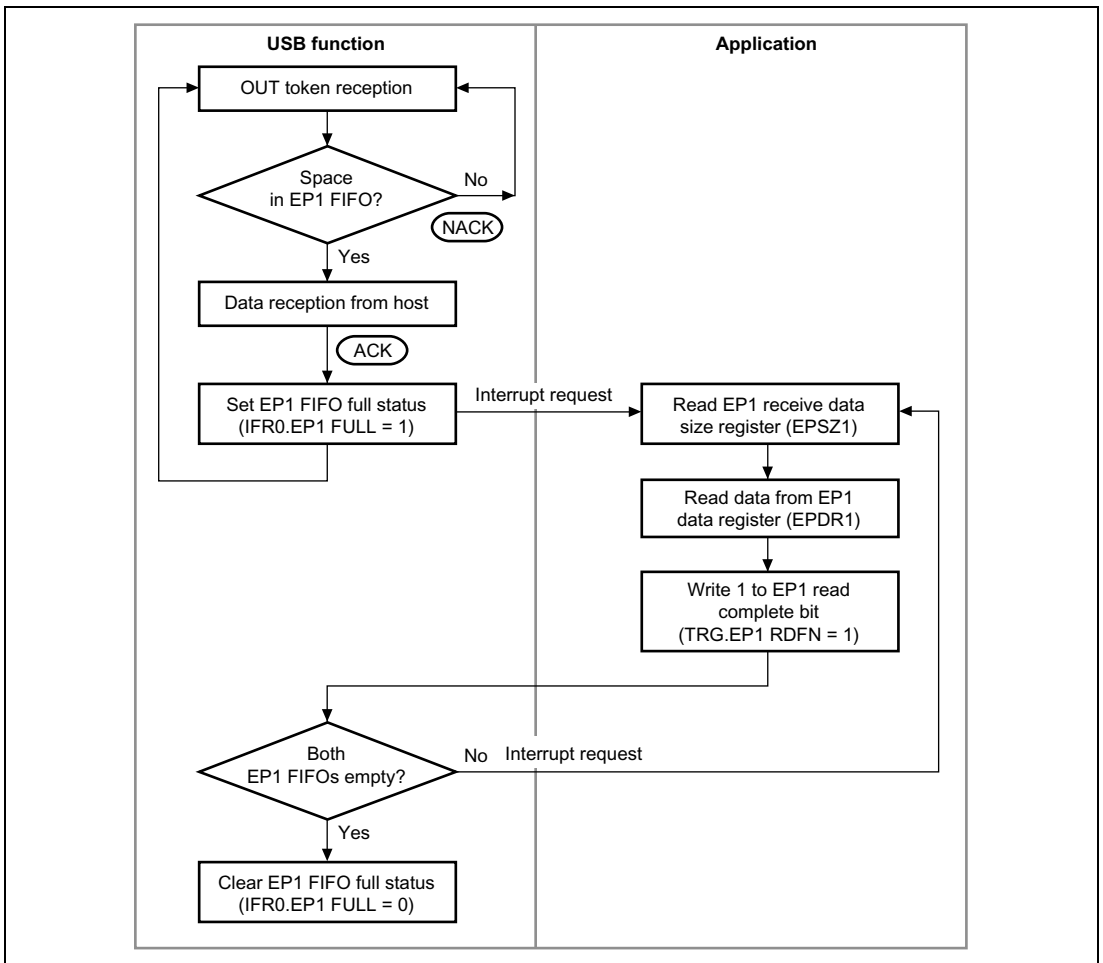 USB function
Application
OUT token reception
Space
in EP1 FIFO?
No
NACK
Yes
Data reception from host
ACK
Set EP1 FIFO full status
(IFR0.EP1 FULL = 1)
Interrupt request
Read EP1 receive data
size register (EPSZ1)
Read data from EP1
data register (EPDR1)
Write 1 to EP1 read
complete bit
(TRG.EP1 RDFN = 1)
Both
EP1 FIFOs empty?
No
Interrupt request
Yes
Clear EP1 FIFO full status
(IFR0.EP1 FULL = 0)